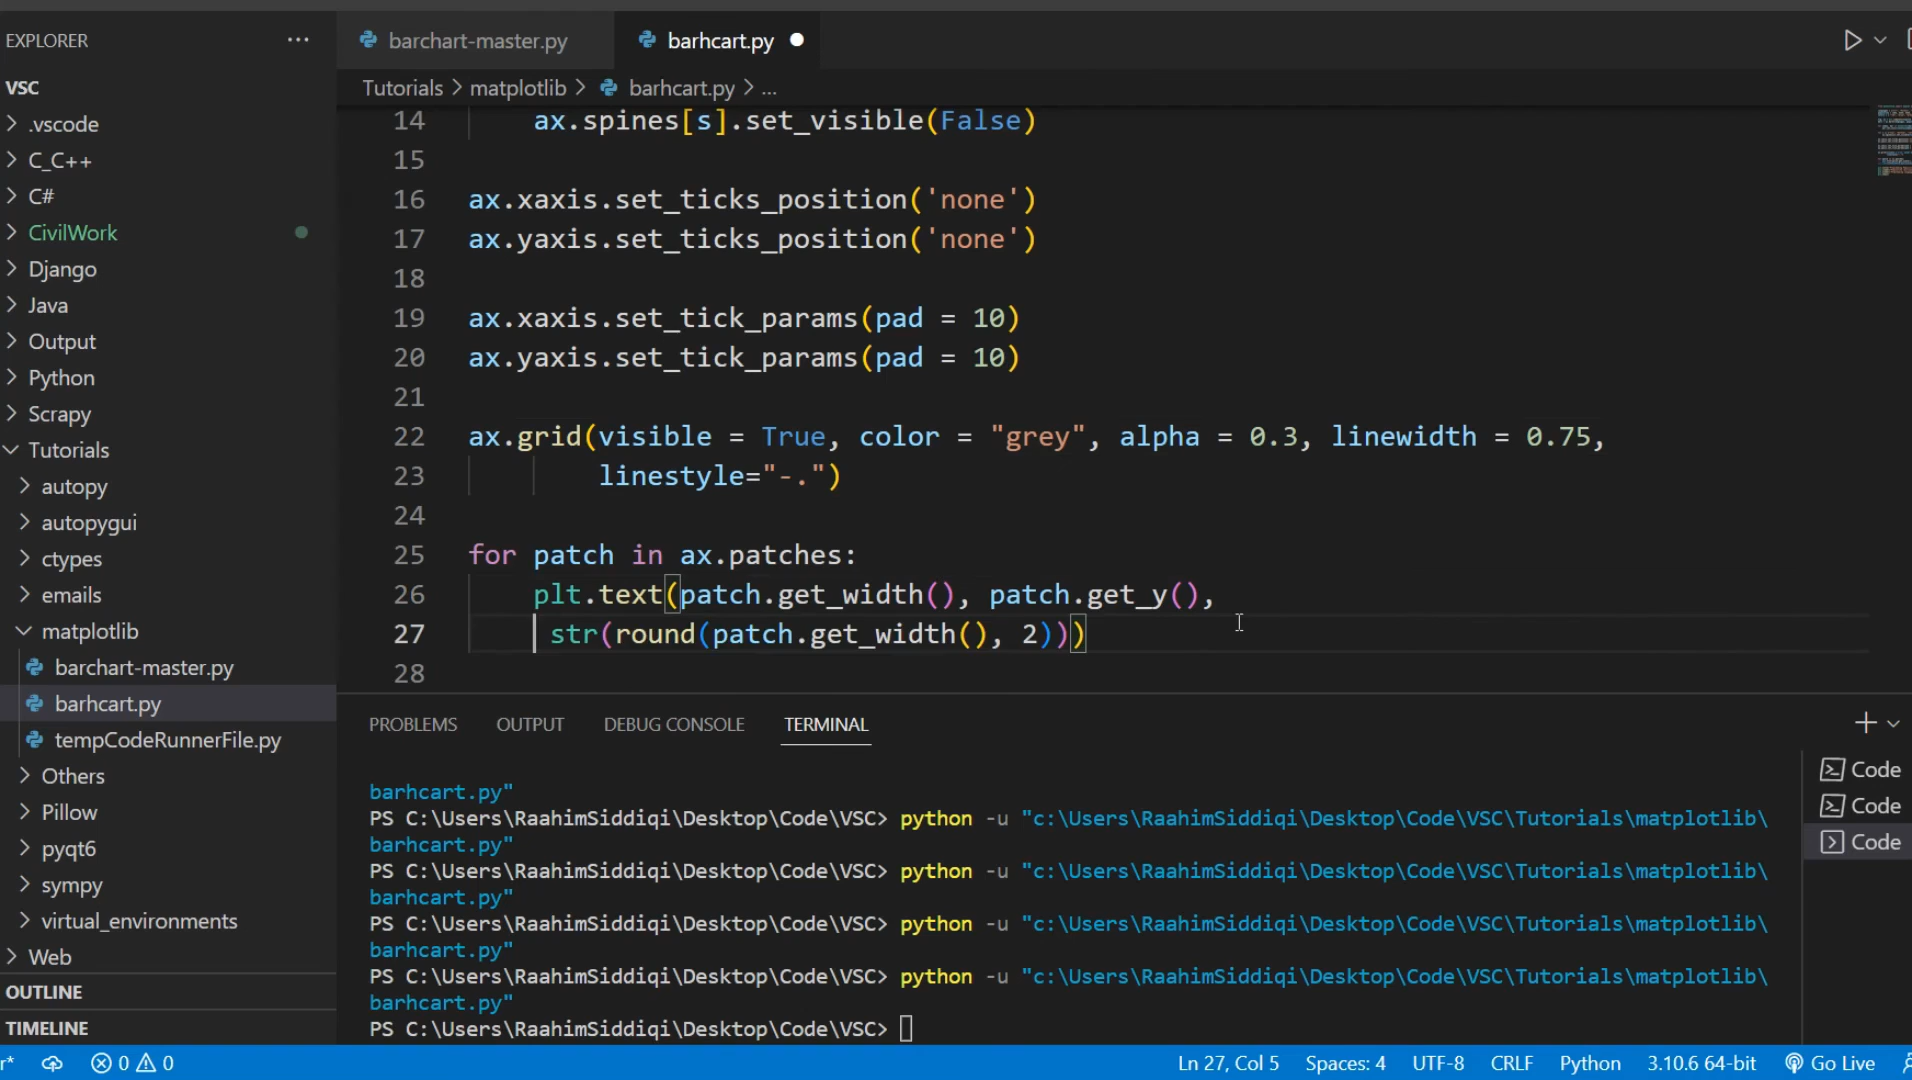 EXPLORER
···
barchart-master.py
barhcart.py
VSC
Tutorials > matplotlib > barhcart.py > ...
> .vscode
> C_C++
> C#
> CivilWork
> Django
> Java
> Output
> Python
> Scrapy
Tutorials
> autopy
> autopygui
> ctypes
> emails
matplotlib
barchart-master.py
barhcart.py
tempCodeRunnerFile.py
> Others
> Pillow
> pyqt6
> sympy
> virtual_environments
> Web
OUTLINE
TIMELINE
14 ax.spines[s].set_visible(False)
15
16 ax.xaxis.set_ticks_position('none')
17 ax.yaxis.set_ticks_position('none')
18
19 ax.xaxis.set_tick_params(pad = 10)
20 ax.yaxis.set_tick_params(pad = 10)
21
22 ax.grid(visible = True, color = "grey", alpha = 0.3, linewidth = 0.75,
23 linestyle="-.")
24
25 for patch in ax.patches:
26 plt.text(patch.get_width(), patch.get_y(),
27 str(round(patch.get_width(), 2)))
28
PROBLEMS OUTPUT DEBUG CONSOLE TERMINAL
barhcart.py"
PS C:\Users\RaahimSiddiqi\Desktop\Code\VSC> python -u "c:\Users\RaahimSiddiqi\Desktop\Code\VSC\Tutorials\matplotlib\
barhcart.py"
PS C:\Users\RaahimSiddiqi\Desktop\Code\VSC> python -u "c:\Users\RaahimSiddiqi\Desktop\Code\VSC\Tutorials\matplotlib\
barhcart.py"
PS C:\Users\RaahimSiddiqi\Desktop\Code\VSC> python -u "c:\Users\RaahimSiddiqi\Desktop\Code\VSC\Tutorials\matplotlib\
barhcart.py"
PS C:\Users\RaahimSiddiqi\Desktop\Code\VSC> python -u "c:\Users\RaahimSiddiqi\Desktop\Code\VSC\Tutorials\matplotlib\
barhcart.py"
PS C:\Users\RaahimSiddiqi\Desktop\Code\VSC>
Code
Code
Code
r* 0 0 Ln 27, Col 5 Spaces: 4 UTF-8 CRLF Python 3.10.6 64-bit Go Live